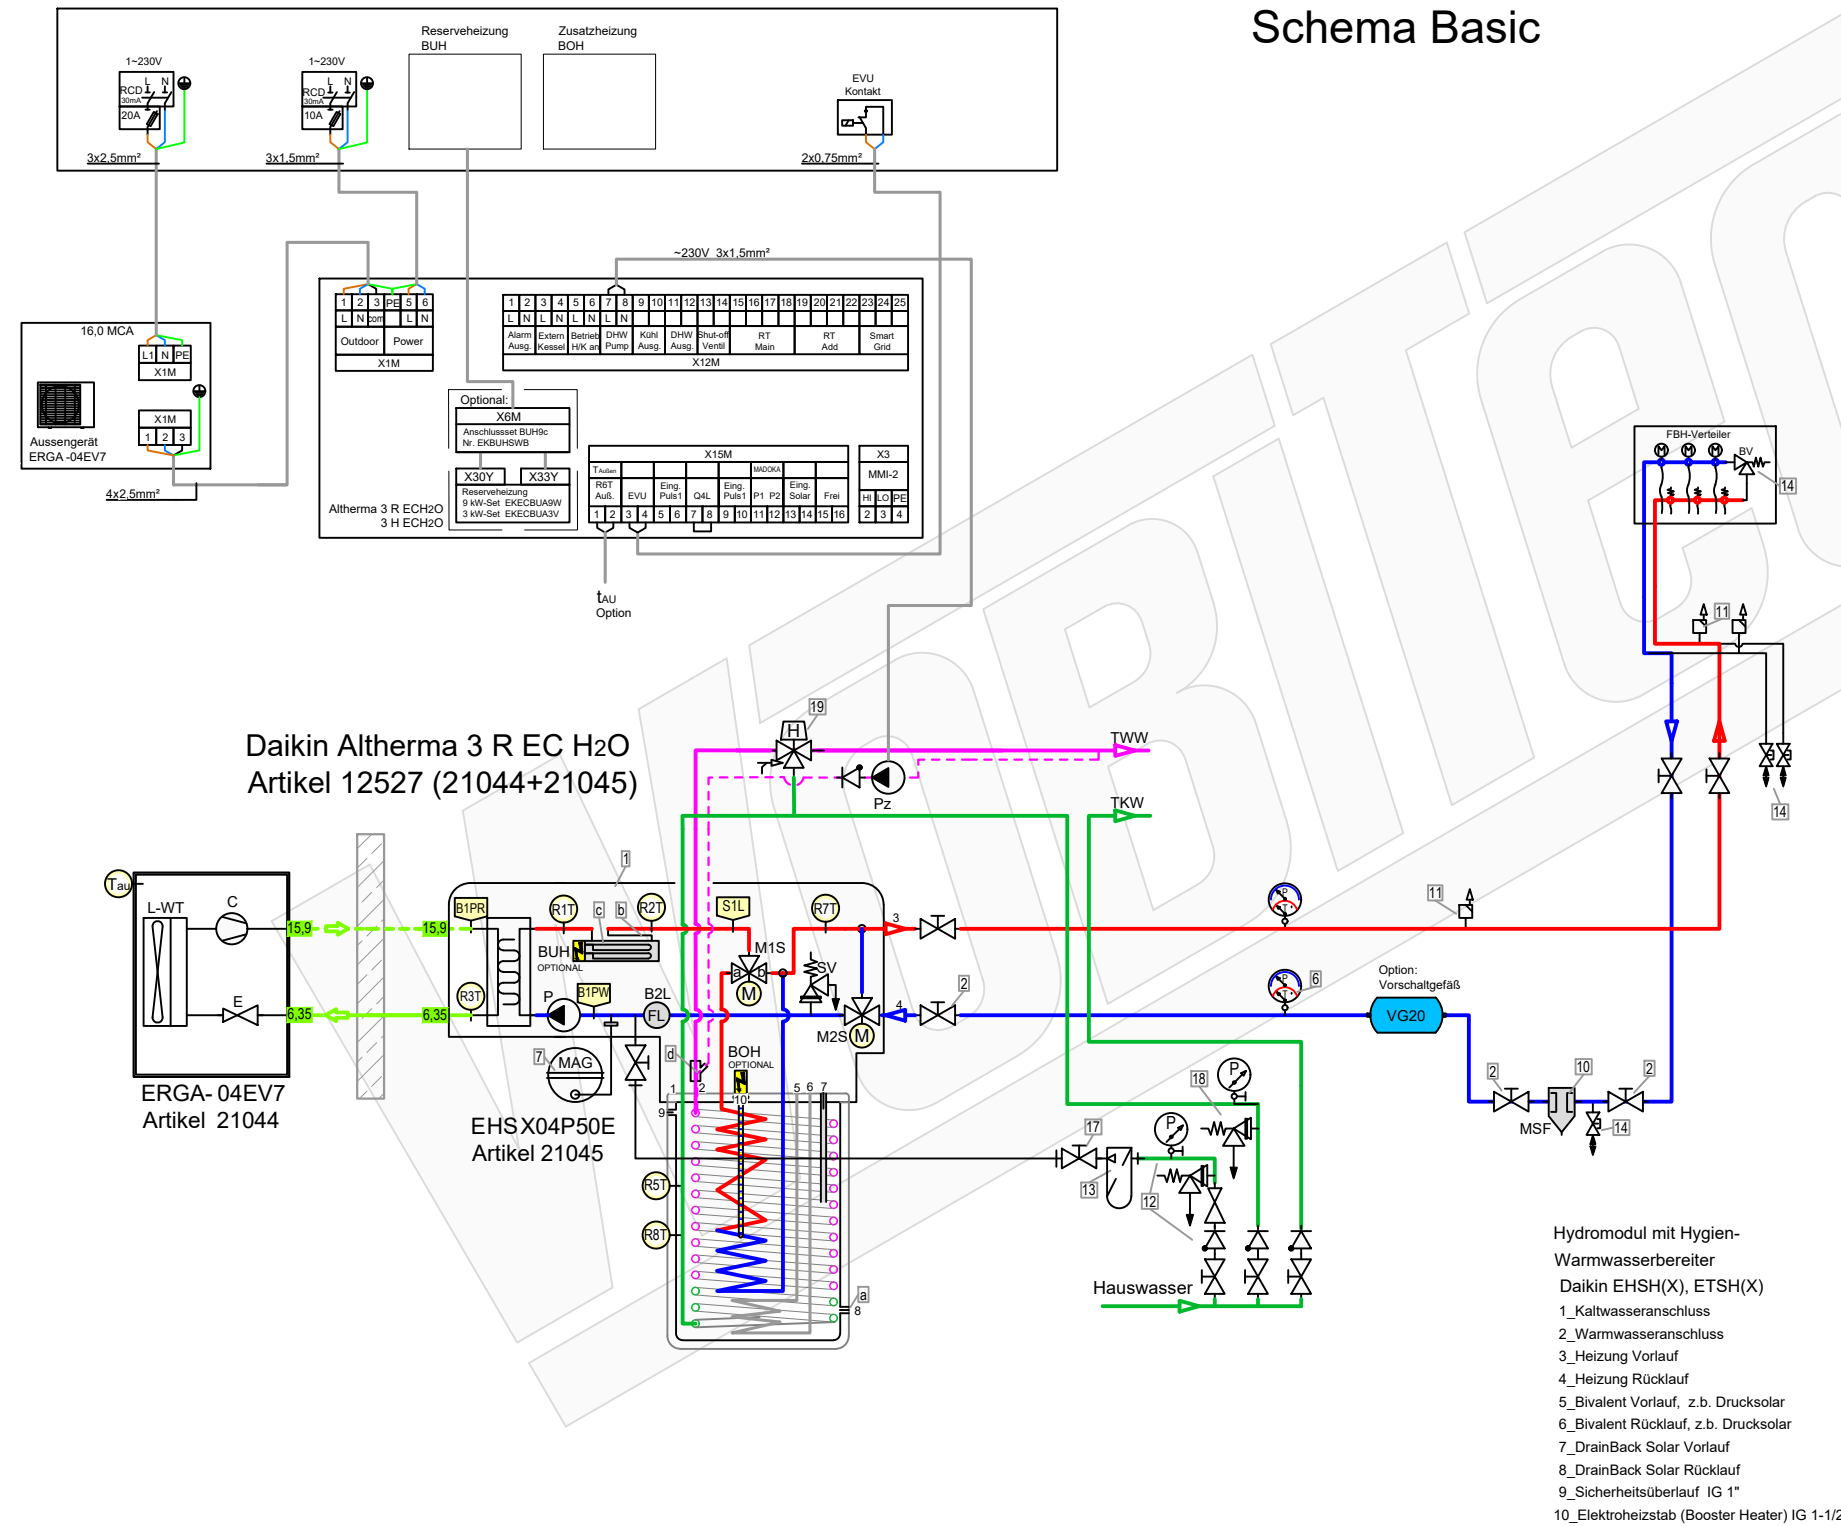 Schema Basic
Reserveheizung
BUH
Zusatzheizung
BOH
1~230V
1~230V
EVU
Kontakt
L N
RCD
30mA
20A
L N
RCD
30mA
10A
3x2,5mm²
3x1,5mm²
2x0,75mm²
~230V 3x1,5mm²
16,0 MCA
L1 N PE
X1M
X1M
1 2 3
Aussengerät
ERGA -04EV7
4x2,5mm²
1 2 3 PE 5 6
L N com L N
Outdoor Power
X1M
1 2 3 4 5 6 7 8 9 10 11 12 13 14 15 16 17 18 19 20 21 22 23 24 25
L N L N L N L N
Alarm Extern Betrieb DHW Kühl DHW Shut-off RT RT Smart
Ausg. Kessel H/K an Pump Ausg. Ausg. Ventil Main Add Grid
X12M
Optional:
X6M
Anschlussset BUH9c
Nr. EKBUHSWB
X30Y X33Y
Reserveheizung
9 kW-Set EKECBUA9W
3 kW-Set EKECBUA3V
Altherma 3 R ECH2O
3 H ECH2O
X15M
TAußen MADOKA
R6T Eing. Eing. Eing.
Auß. EVU Puls1 Q4L Puls1 P1 P2 Solar Frei
1 2 3 4 5 6 7 8 9 10 11 12 13 14 15 16
X3
MMI-2
HI LO PE
2 3 4
tAU
Option
FBH-Verteiler
M M M
BV
14
11
14
Daikin Altherma 3 R EC H2O
Artikel 12527 (21044+21045)
19
H
TWW
Pz
TKW
1
Tau
L-WT
C
E
15,9
15,9
6,35
6,35
ERGA- 04EV7
Artikel 21044
B1PR
R1T
c
b
R2T
S1L
R7T
3
BUH
OPTIONAL
M1S
a b
M
SV
R3T
P
B1PW
B2L
FL
M2S
M
4
2
P
T
11
P
T
6
Option:
Vorschaltgefäß
VG20
7
MAG
d
BOH
OPTIONAL
1 2 10 5 6 7
9
EHSX04P50E
Artikel 21045
R5T
R8T
a
8
17
13
P
12
18
P
2
10
2
MSF
14
Hauswasser
Hydromodul mit Hygien-
Warmwasserbereiter
Daikin EHSH(X), ETSH(X)
1_Kaltwasseranschluss
2_Warmwasseranschluss
3_Heizung Vorlauf
4_Heizung Rücklauf
5_Bivalent Vorlauf, z.b. Drucksolar
6_Bivalent Rücklauf, z.b. Drucksolar
7_DrainBack Solar Vorlauf
8_DrainBack Solar Rücklauf
9_Sicherheitsüberlauf IG 1"
10_Elektroheizstab (Booster Heater) IG 1-1/2